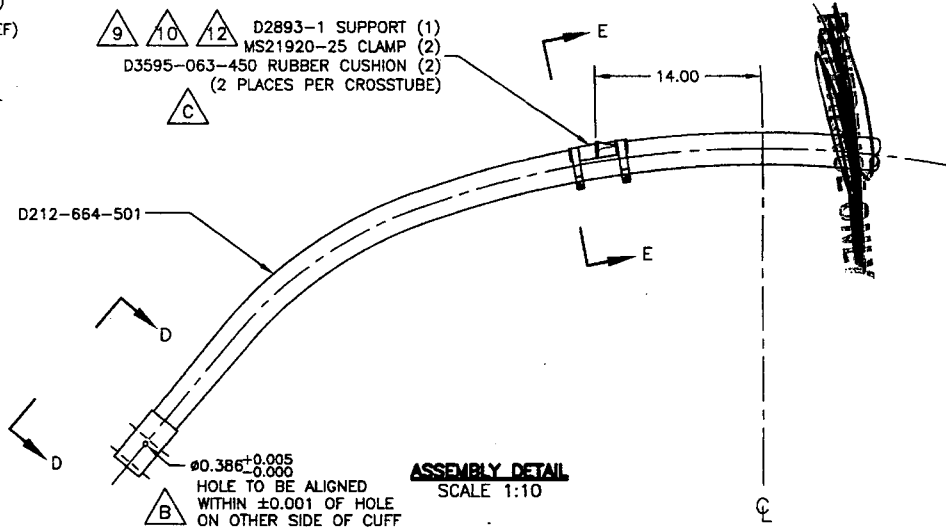 EF)
9 10 12 D2893-1 SUPPORT (1)
MS21920-25 CLAMP (2)
D3595-063-450 RUBBER CUSHION (2)
(2 PLACES PER CROSSTUBE)
C
E
14.00
D212-664-501
E
D
D
Ø0.386 +0.005
-0.000
HOLE TO BE ALIGNED
WITHIN ±0.001 OF HOLE
ON OTHER SIDE OF CUFF
B
ASSEMBLY DETAIL
SCALE 1:10
℄